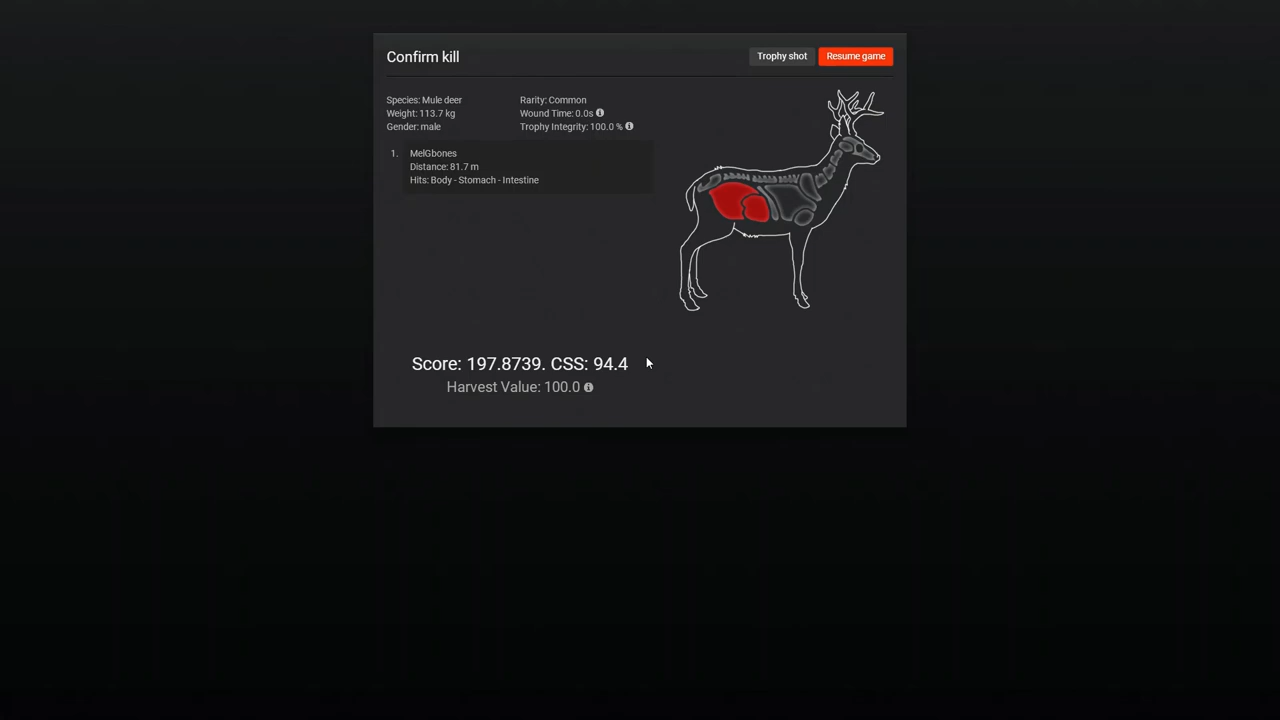 Confirm kill
Trophy shot
Resume game
Species: Mule deer
Weight: 113.7 kg
Gender: male
Rarity: Common
Wound Time: 0.0s
Trophy Integrity: 100.0 %
1. MelGbones
Distance: 81.7 m
Hits: Body - Stomach - Intestine
Score: 197.8739. CSS: 94.4
Harvest Value: 100.0